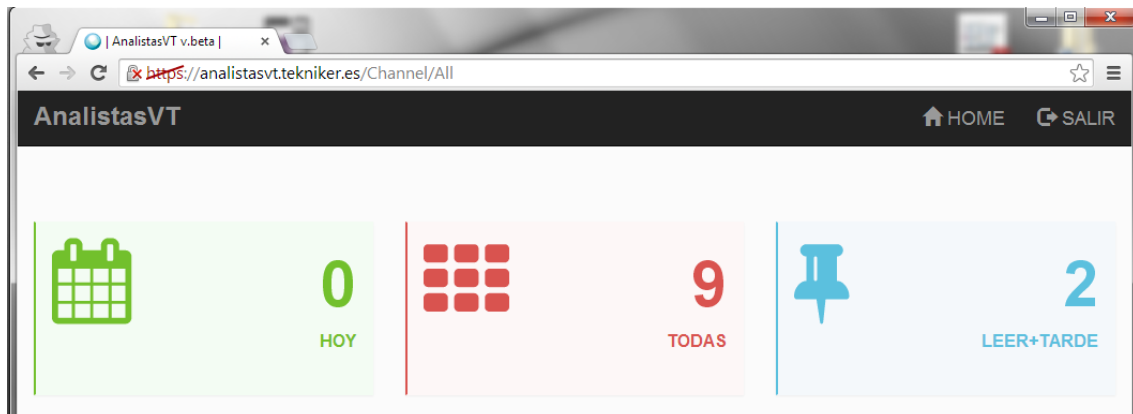 | AnalistasVT v.beta |
https://analistasvt.tekniker.es/Channel/All
AnalistasVT HOME SALIR
0 9 2
HOY TODAS LEER+TARDE